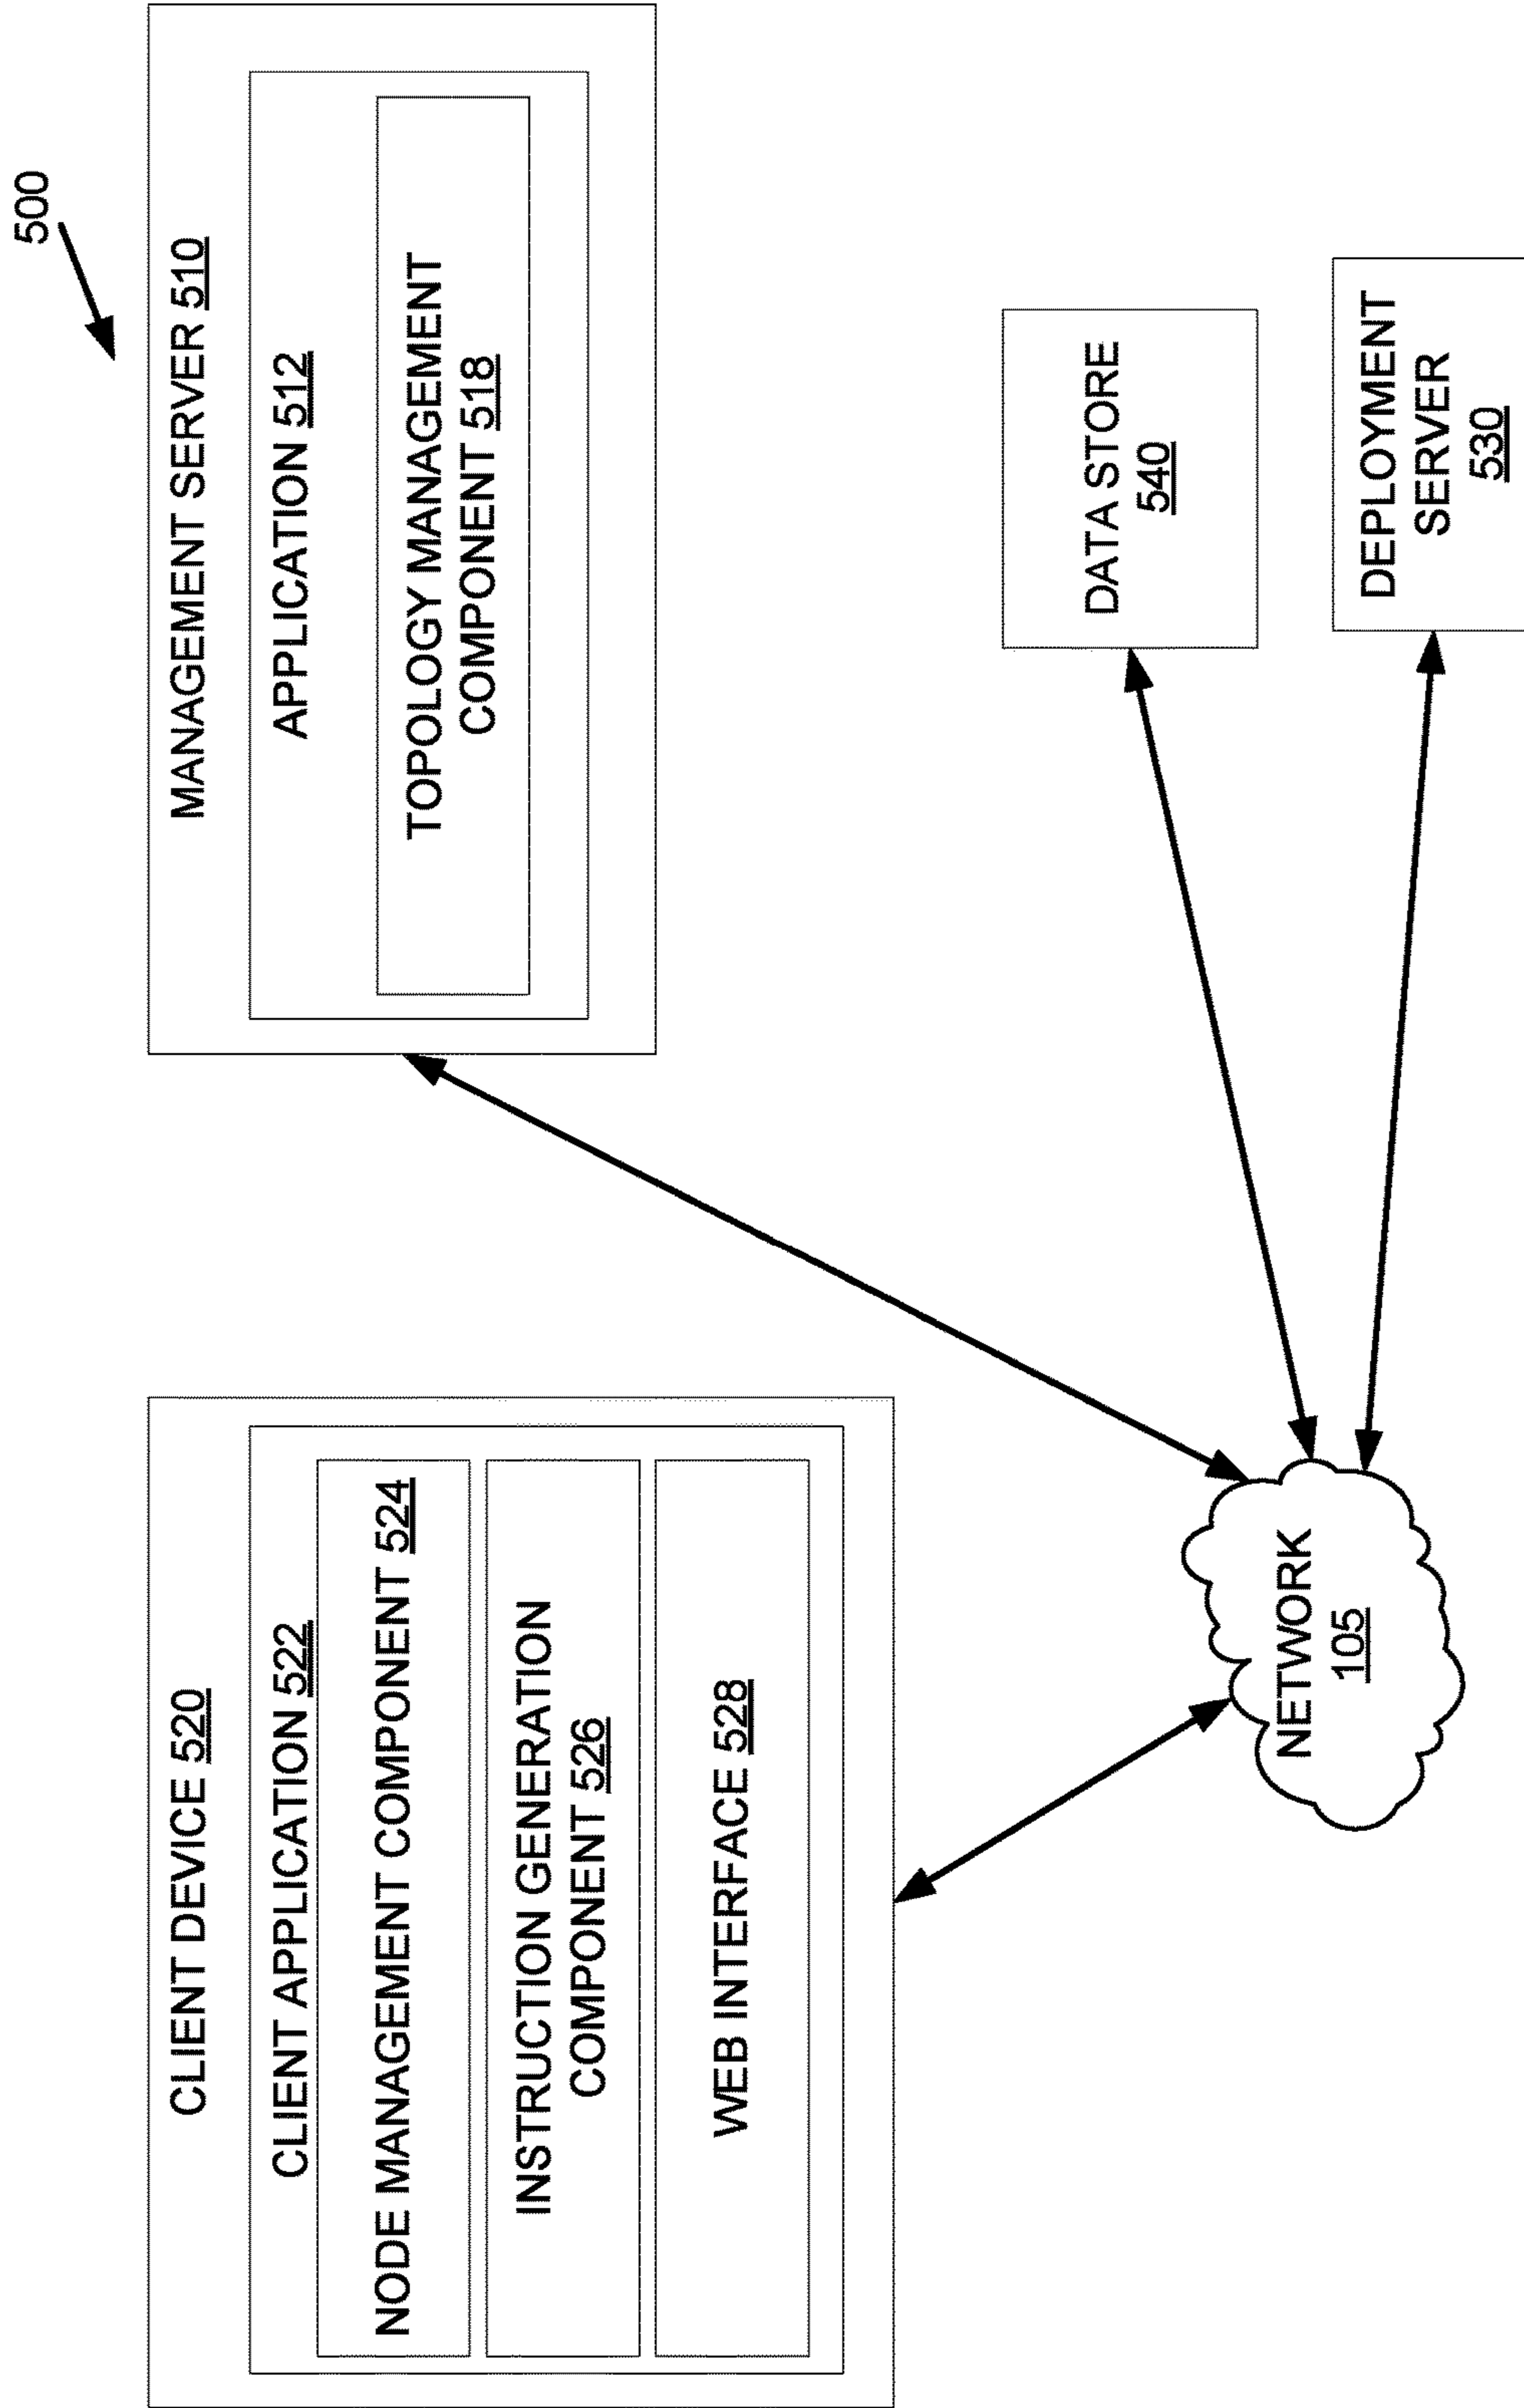 500
CLIENT DEVICE 520
CLIENT APPLICATION 522
NODE MANAGEMENT COMPONENT 524
INSTRUCTION GENERATION
COMPONENT 526
WEB INTERFACE 528
MANAGEMENT SERVER 510
APPLICATION 512
TOPOLOGY MANAGEMENT
COMPONENT 518
NETWORK
105
DATA STORE
540
DEPLOYMENT
SERVER
530